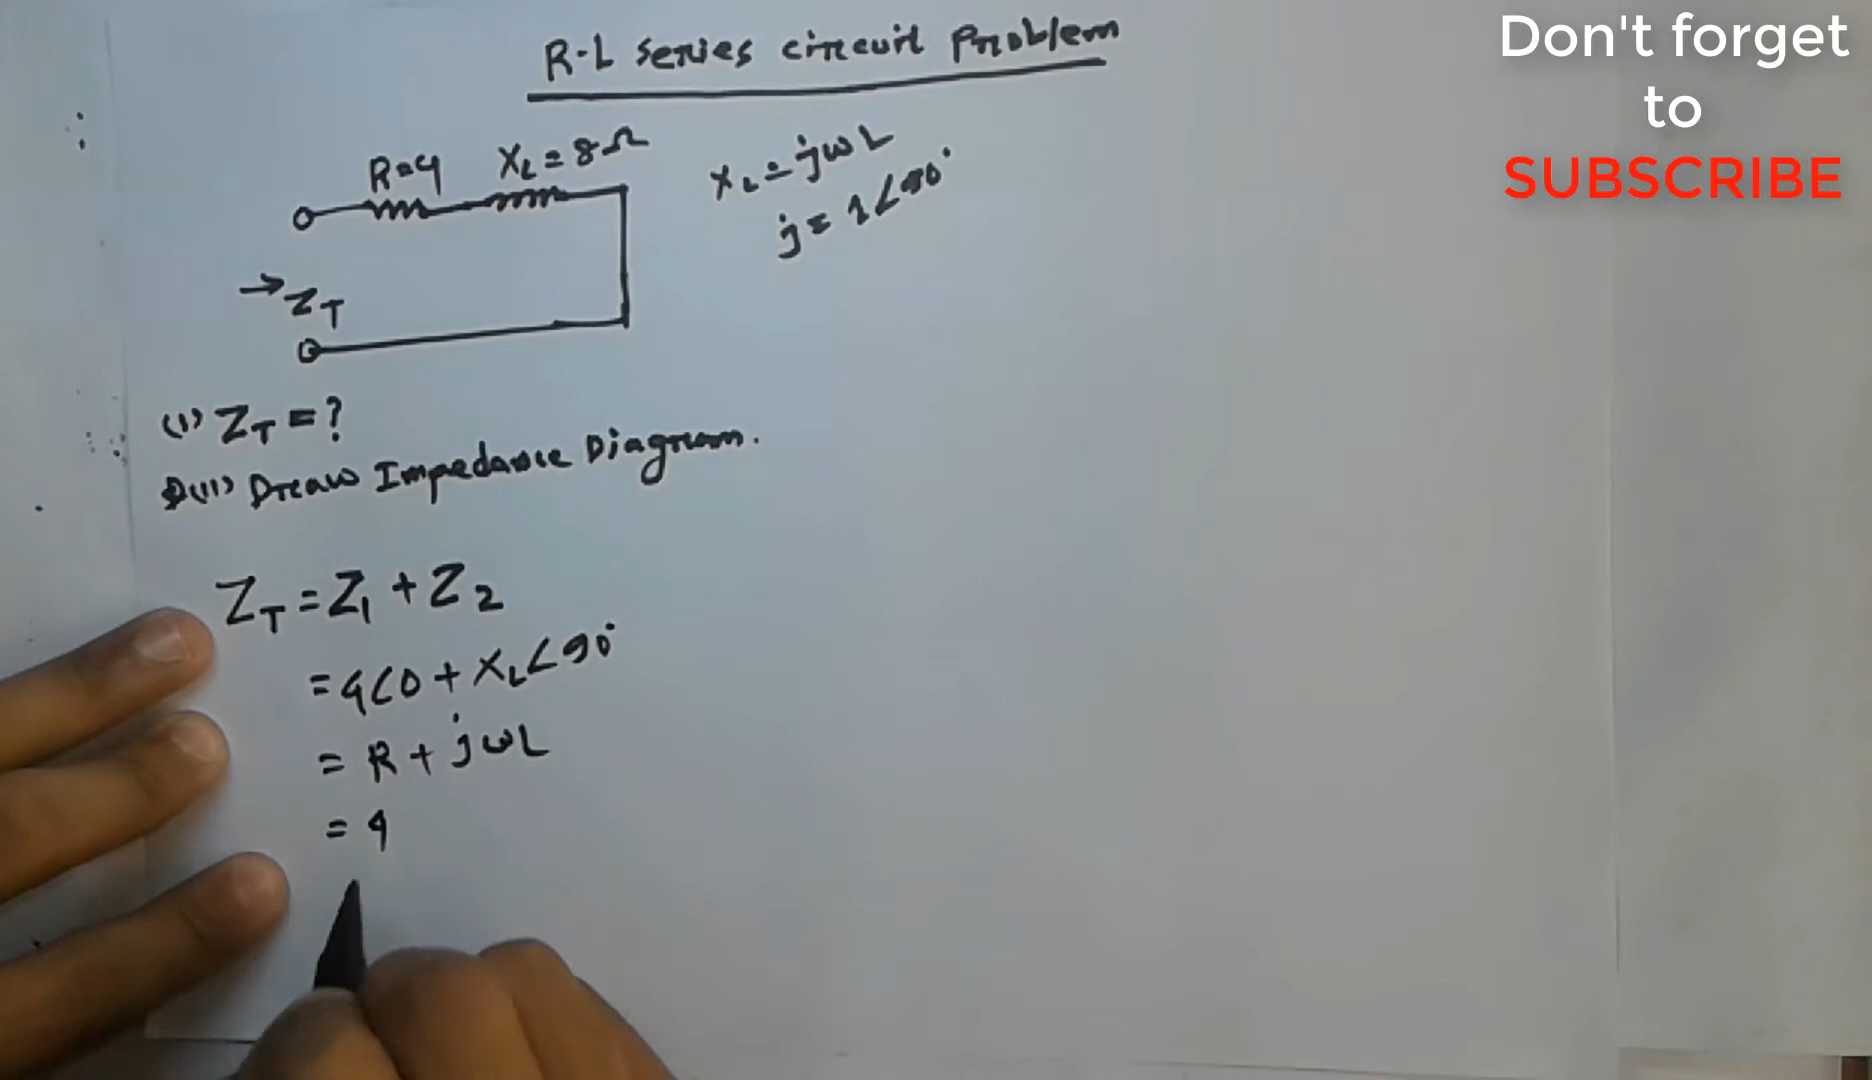 R-L series circuit Problem
Don't forget
to
SUBSCRIBE
R=4 XL=8Ω
XL=jωL
j=1∠90°
→ZT
(i) ZT=?
(ii) Draw Impedance Diagram.
ZT=Z1+Z2
=4∠0+XL∠90°
=R+jωL
=4